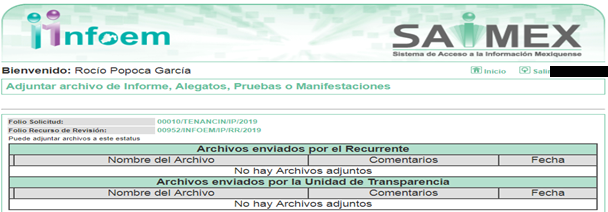 infoem
SAIMEX
Sistema de Acceso a la Información Mexiquense
Bienvenido: Rocío Popoca García
Inicio
Adjuntar archivo de Informe, Alegatos, Pruebas o Manifestaciones
Folio Solicitud: 00010/TENANCIN/IP/2019
Folio Recurso de Revisión: 00952/INFOEM/IP/RR/2019
Puede adjuntar archivos a este estatus
Archivos enviados por el Recurrente
Nombre del Archivo Comentarios Fecha
No hay Archivos adjuntos
Archivos enviados por la Unidad de Transparencia
Nombre del Archivo Comentarios Fecha
No hay Archivos adjuntos